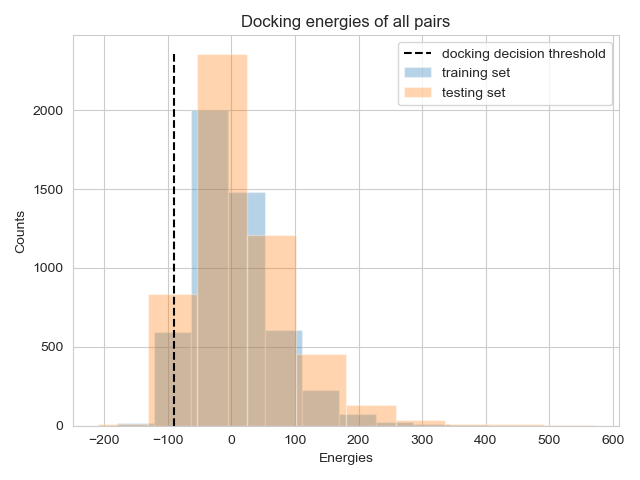 Docking energies of all pairs
docking decision threshold
training set
testing set
Counts
2000
1500
1000
500
0
−200 −100 0 100 200 300 400 500 600
Energies